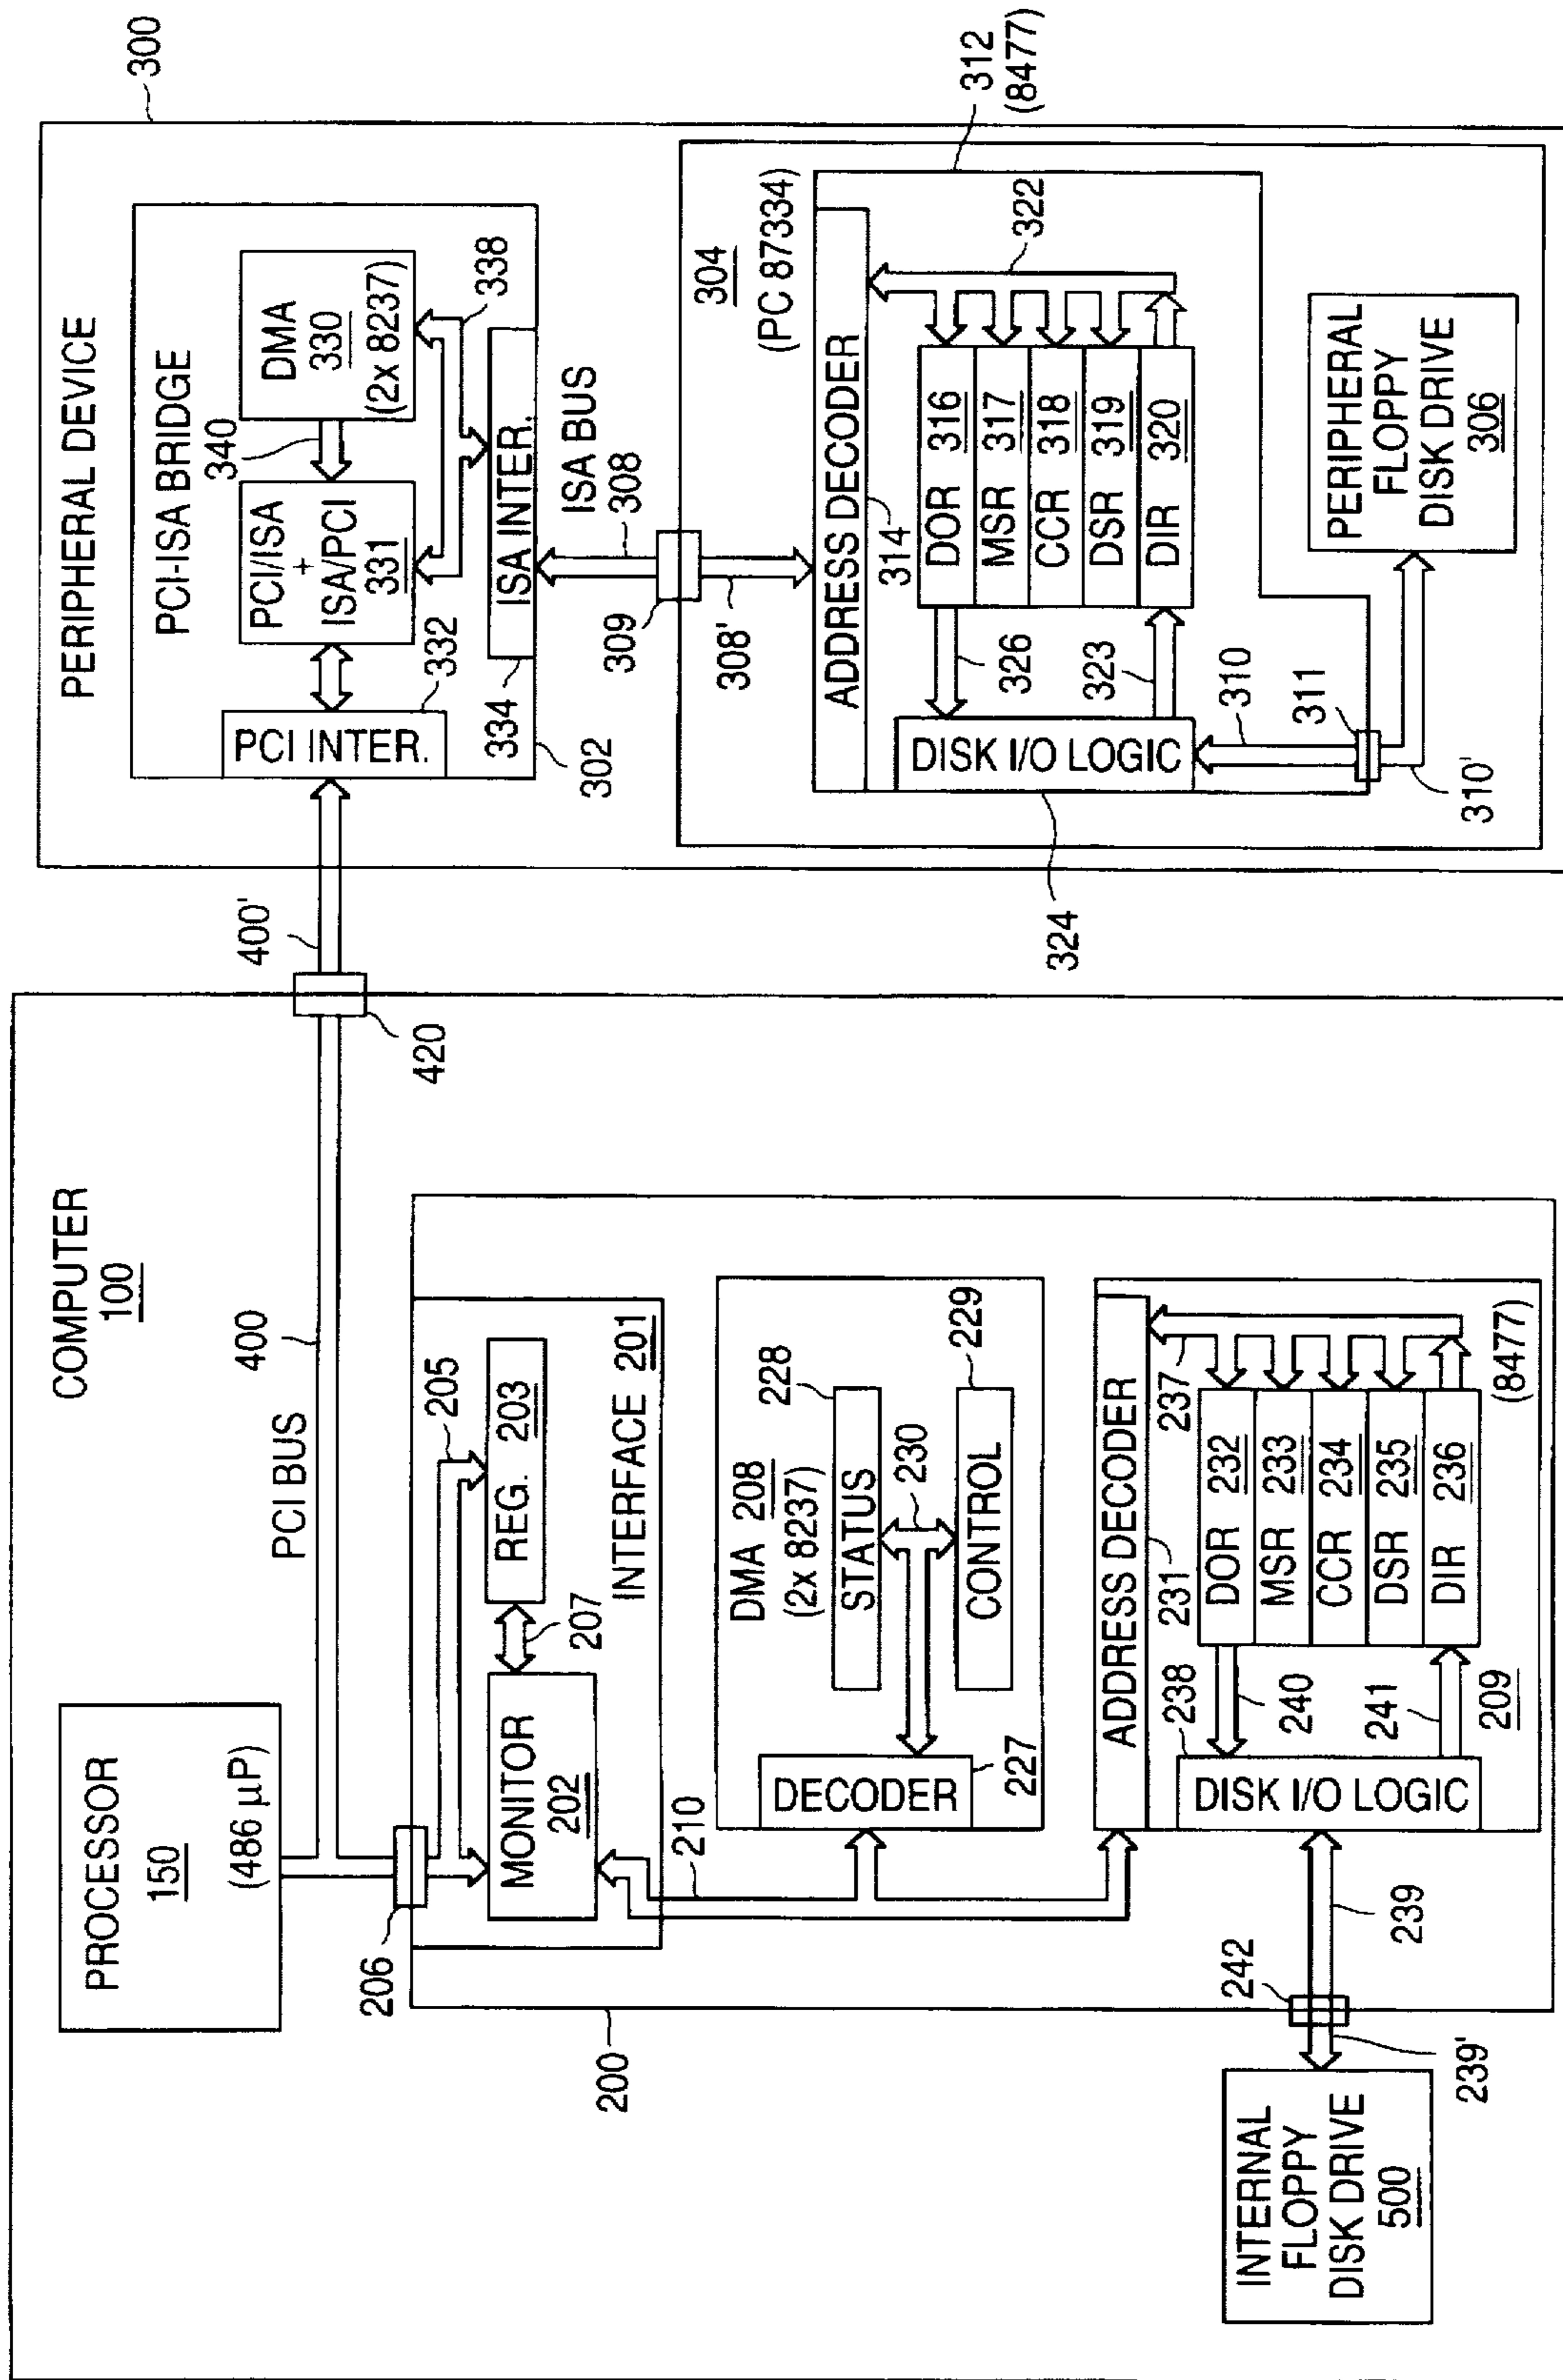 COMPUTER
100
PROCESSOR
150
(486 µP)
PCI BUS
400
420
400'
206
205
REG. 203
207
MONITOR
202
INTERFACE 201
200
210
DMA 208
(2x 8237)
STATUS
228
230
CONTROL
229
DECODER
227
ADDRESS DECODER
231
237
DOR 232
MSR 233
CCR 234
DSR 235
DIR 236
(8477)
238
240
241
209
DISK I/O LOGIC
239
242
239'
INTERNAL
FLOPPY
DISK DRIVE
500
PERIPHERAL DEVICE
300
PCI-ISA BRIDGE
340
DMA
330
(2x 8237)
PCI/ISA
+
ISA/PCI
331
332
PCI INTER.
338
334
ISA INTER.
302
ISA BUS
308
309
308'
304
(PC 87334)
312
(8477)
ADDRESS DECODER
314
322
DOR 316
MSR 317
CCR 318
DSR 319
DIR 320
326
323
DISK I/O LOGIC
324
310
311
310'
PERIPHERAL
FLOPPY
DISK DRIVE
306